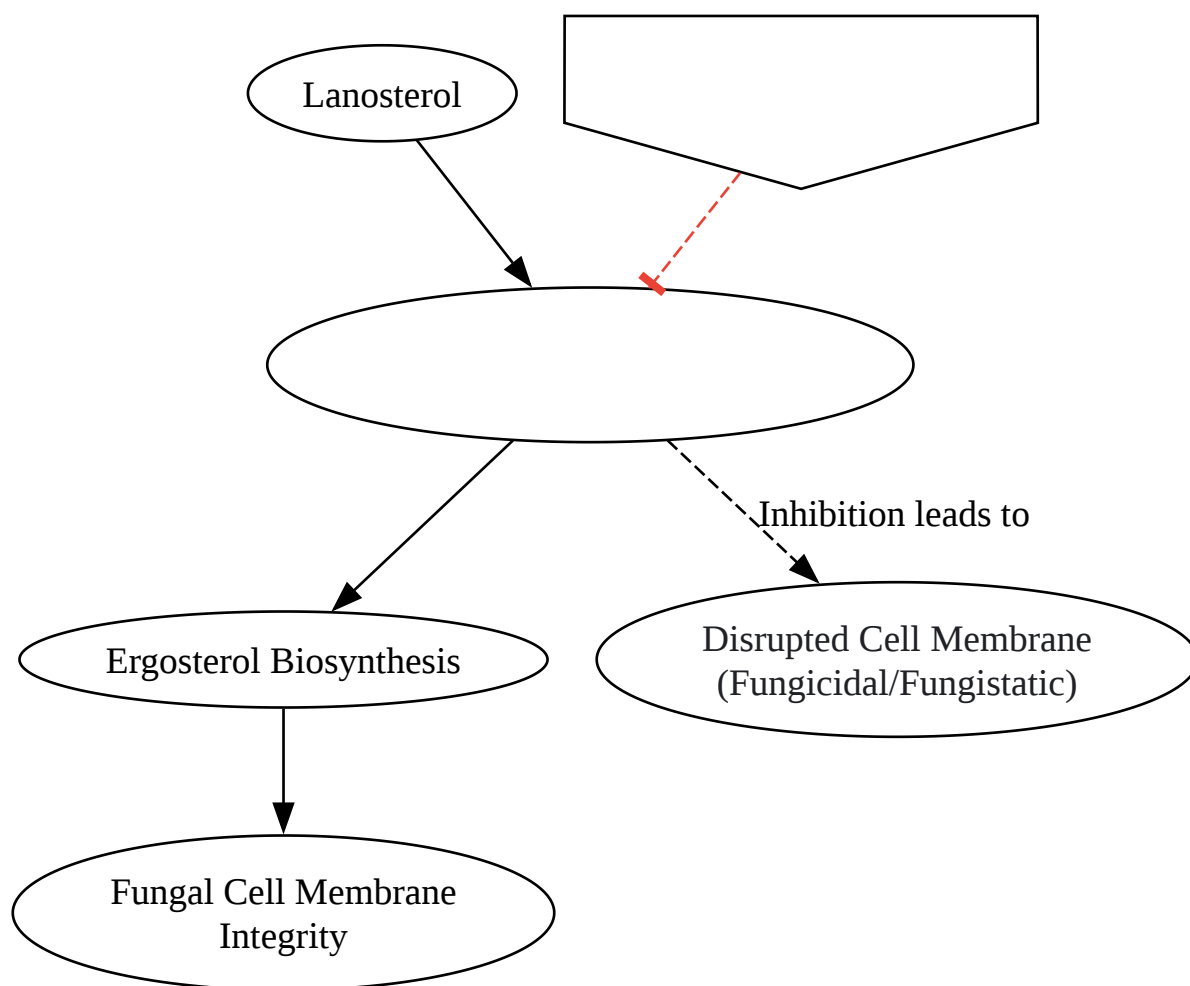 Lanosterol
Inhibition leads to
Ergosterol Biosynthesis
Disrupted Cell Membrane
(Fungicidal/Fungistatic)
Fungal Cell Membrane
Integrity